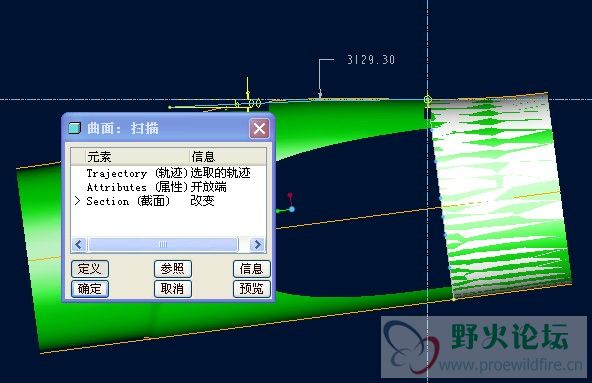 3129.30
曲面: 扫描
元素 信息
Trajectory (轨迹) 选取的轨迹
Attributes (属性) 开放端
> Section (截面) 改变
定义 参照 信息
确定 取消 预览
野火论坛
www.proewildfire.cn